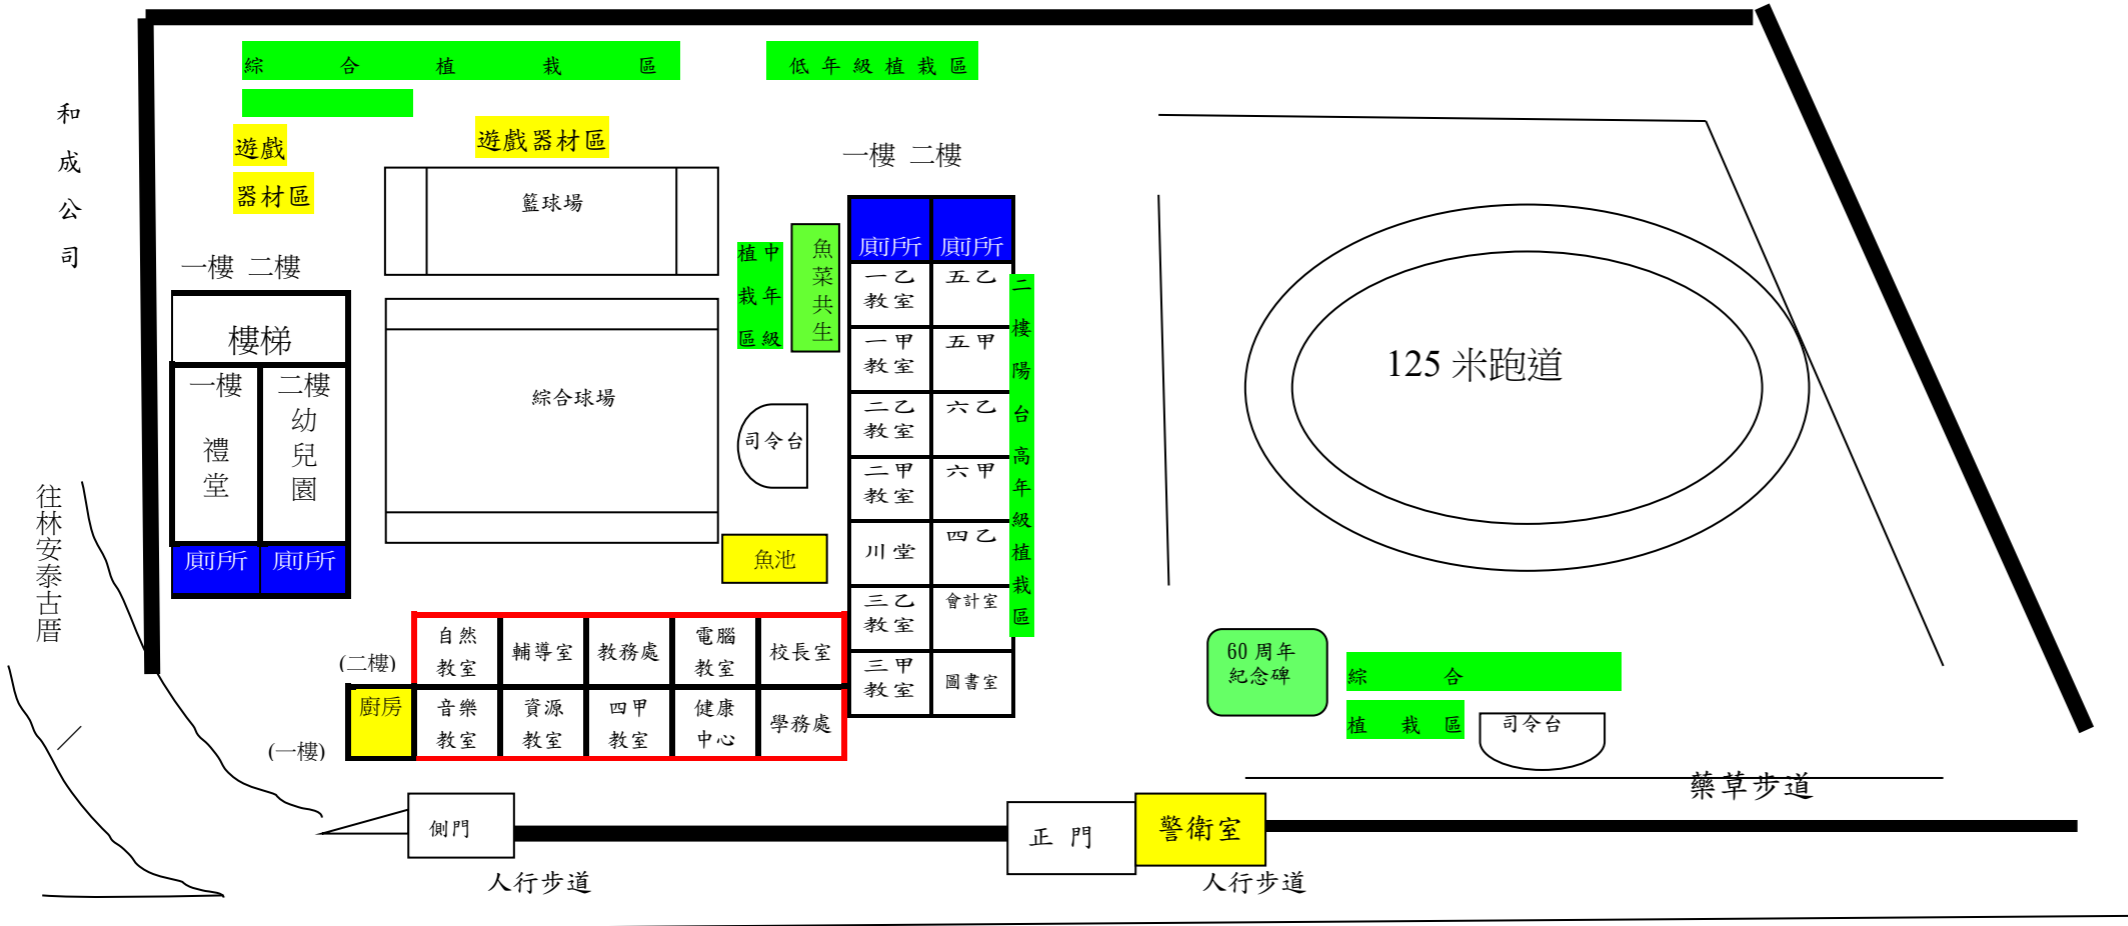 綜合植栽區
低年級植栽區
和成公司
遊戲
器材區
遊戲器材區
籃球場
一樓 二樓
廁所
廁所
一乙
教室
五乙
一甲
教室
五甲
二乙
教室
六乙
二甲
教室
六甲
川堂
四乙
三乙
教室
會計室
三甲
教室
圖書室
二樓陽台高年級植栽區
中年級
植栽區
魚菜共生
一樓 二樓
樓梯
一樓
禮堂
二樓
幼兒園
廁所
廁所
綜合球場
司令台
魚池
125 米跑道
往林安泰古厝
(二樓)
自然
教室
輔導室
教務處
電腦
教室
校長室
(一樓)
廚房
音樂
教室
資源
教室
四甲
教室
健康
中心
學務處
60 周年
紀念碑
綜合
植栽區
司令台
藥草步道
側門
正門
警衛室
人行步道
人行步道